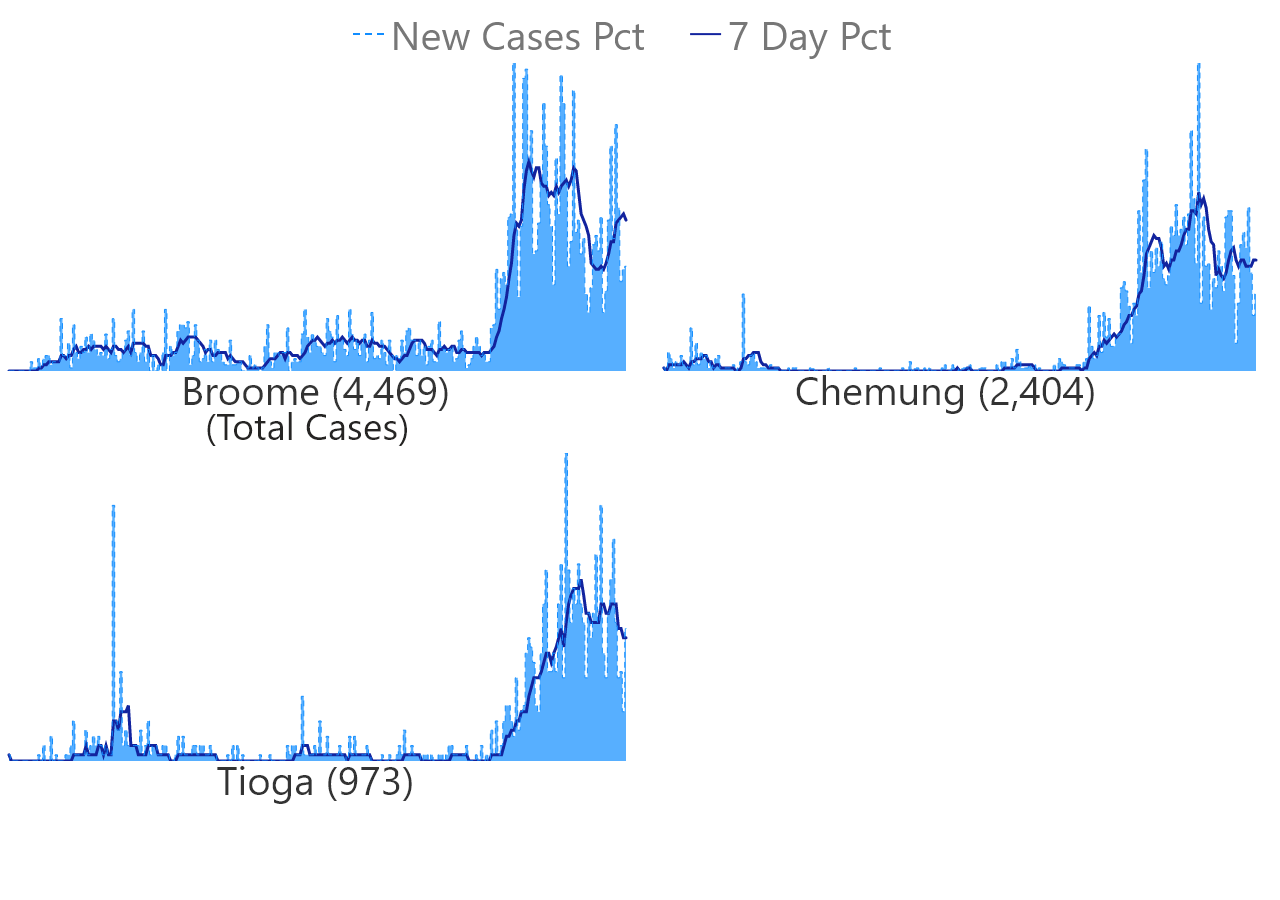 New Cases Pct 7 Day Pct
Broome (4,469)
(Total Cases)
Chemung (2,404)
Tioga (973)